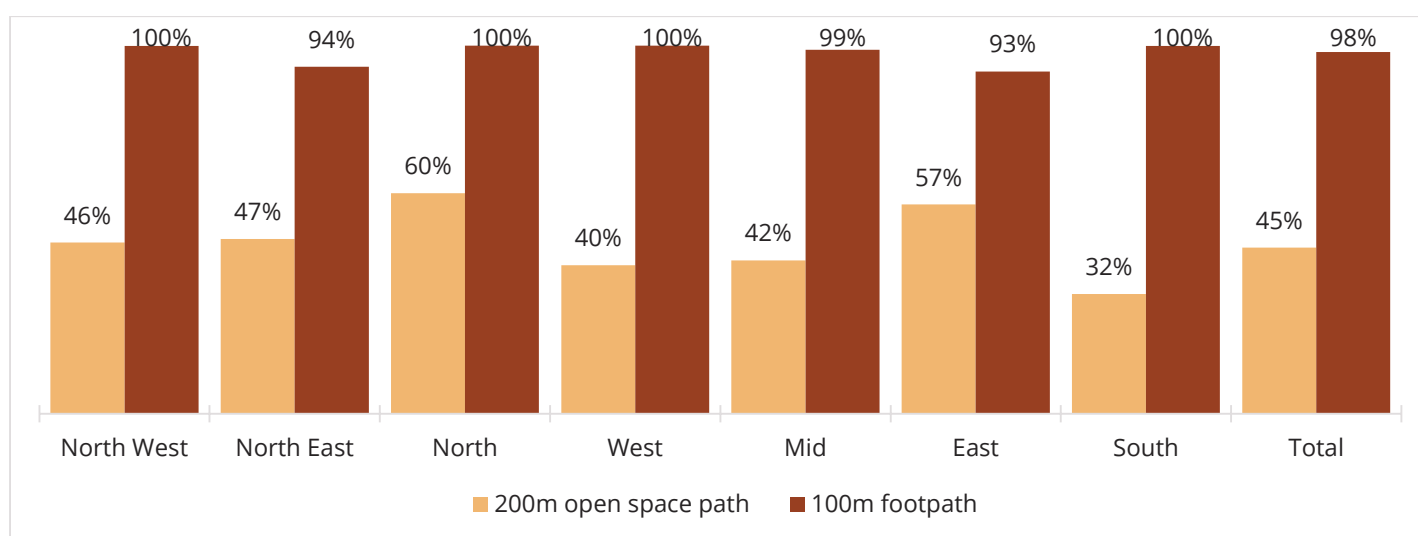 100% 94% 100% 100% 99% 93% 100% 98%
60%
57%
46% 47% 45%
40% 42%
32%
North West North East North West Mid East South Total
200m open space path 100m footpath